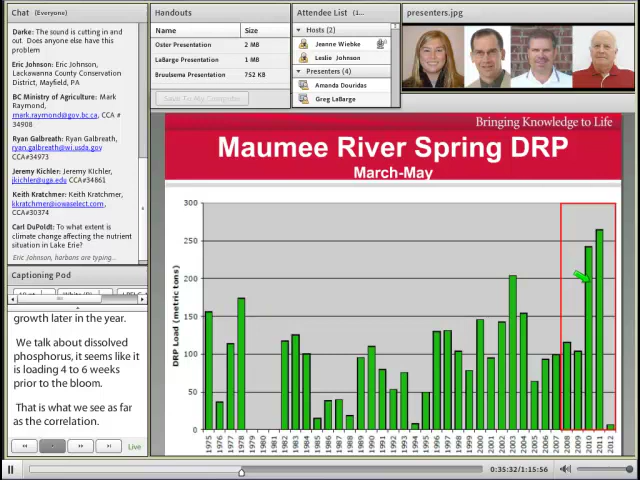 Chat (Everyone)
Darke: The sound is cutting in and
out Does anyone else have this
problem
Eric Johnson: Eric Johnson,
Lackawanna County Conservation
District, Mayfield, PA
BC Ministry of Agriculture: Mark
Raymond,
mark.raymond@gov.bc.ca, CCA #
34908
Ryan Galbreath: Ryan Galbreath,
ryan.galbreath@wi.usda.gov
CCA#34973
Jeremy Kichler: Jeremy Kichler,
jkichler@uga.edu CCA#34861
Keith Kratchmer: Keith Kratchmer,
kkratchmer@iowaselect.com,
CCA#30374
Carl DuPoldt: To what extent is
climate change affecting the nutrient
situation in Lake Erie?
Eric Johnson, harbans are typing...
Captioning Pod
growth later in the year.
We talk about dissolved
phosphorus, it seems like it
is loading 4 to 6 weeks
prior to the bloom.
That is what we see as far
as the correlation.
Live
Handouts
Name Size
Oster Presentation 2 MB
LaBarge Presentation 1 MB
Brouisema Presentation 752 KB
Save To My Computer
Attendee List (1...
Hosts (2)
Jeanne Wiebke
Leslie Johnson
Presenters (4)
Amanda Douridas
Greg LaBarge
presenters.jpg
Bringing Knowledge to Life
Maumee River Spring DRP
March-May
DRP Load (metric tons)
300
250
200
150
100
50
0
1975 1976 1977 1978 1979 1980 1981 1982 1983 1984 1985 1986 1987 1988 1989 1990 1991 1992 1993 1994 1995 1996 1997 1998 1999 2000 2001 2002 2003 2004 2005 2006 2007 2008 2009 2010 2011 2012
0:35:32/1:15:56